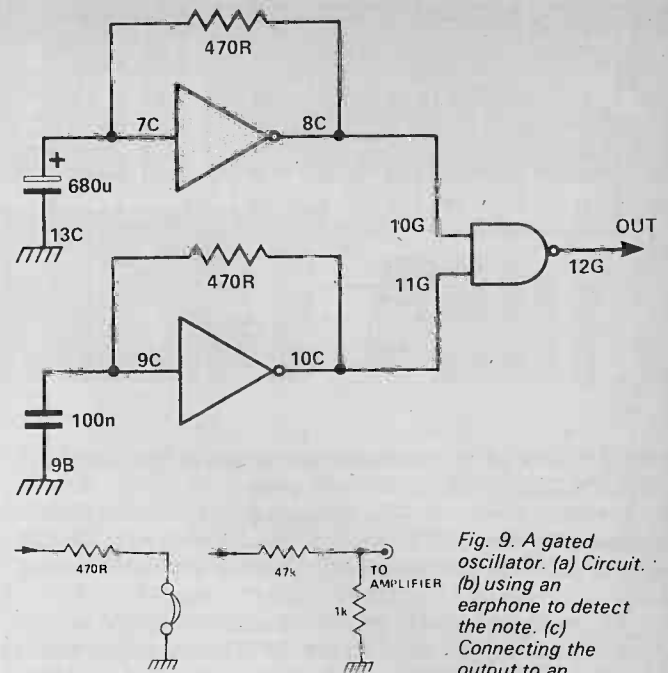 470R
7C
8C
+
680u
13C
10G
OUT
470R
11G
12G
9C
10C
100n
9B
470R
47k
TO
AMPLIFIER
1k
Fig. 9. A gated
oscillator. (a) Circuit.
(b) using an
earphone to detect
the note. (c)
Connecting the
output to an